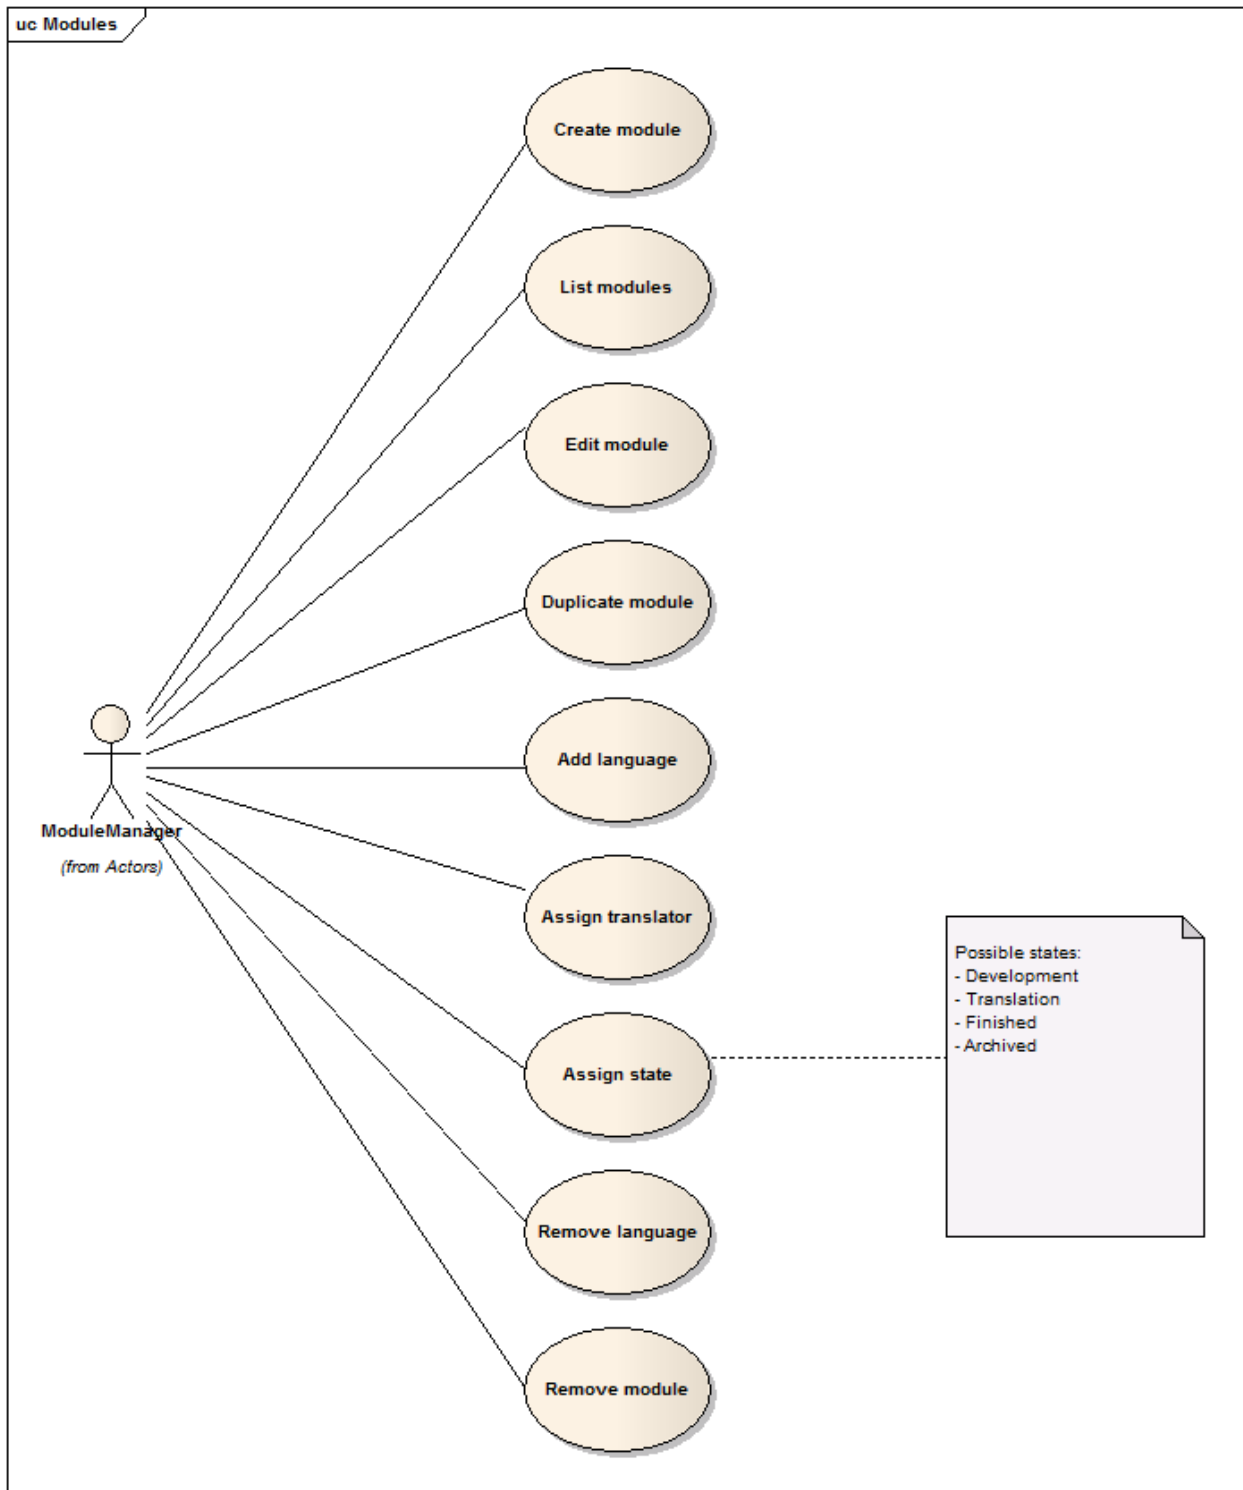 uc Modules
Create module
List modules
Edit module
Duplicate module
Add language
ModuleManager
(from Actors)
Assign translator
Possible states:
- Development
- Translation
- Finished
- Archived
Assign state
Remove language
Remove module